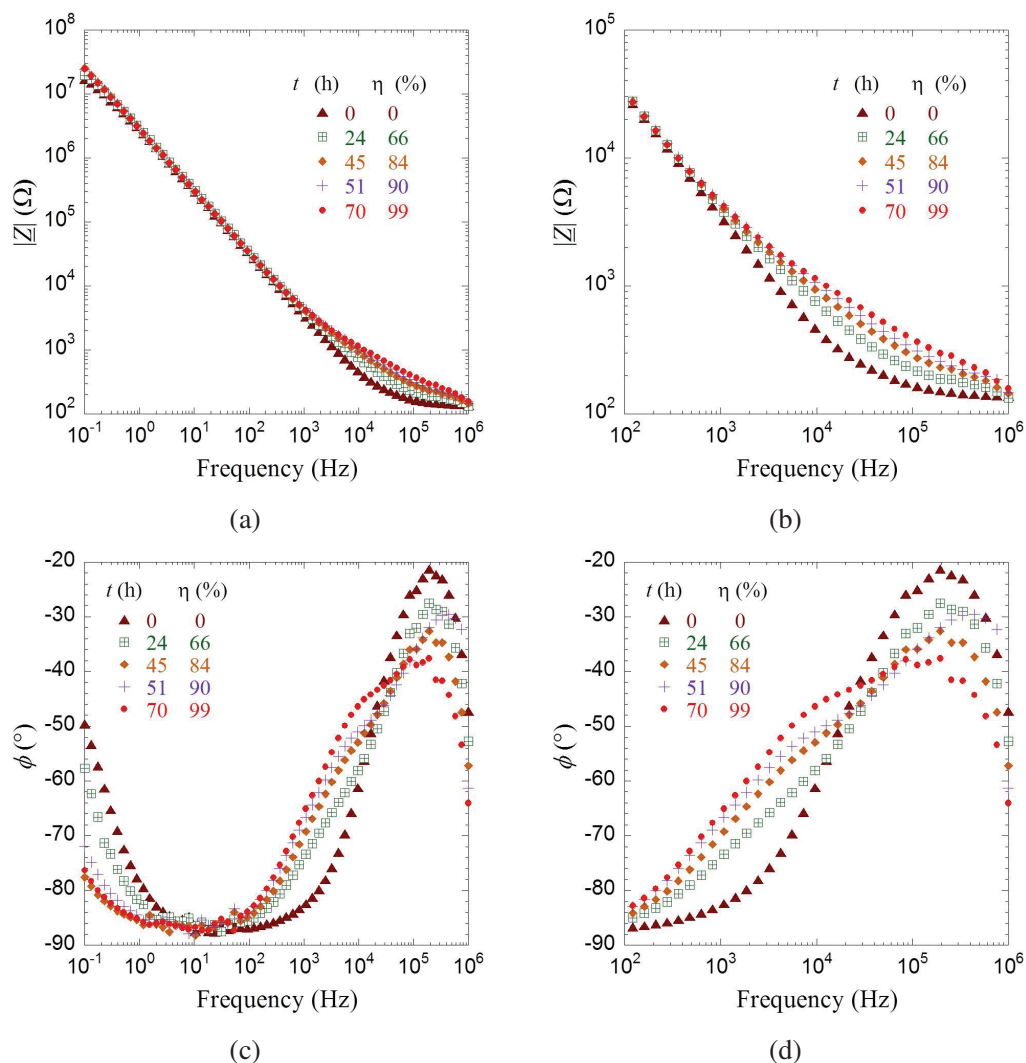 10^8
10^7
10^6
10^5
10^4
10^3
10^2
|Z| (Ω)
t (h) η (%)
0 0
24 66
45 84
51 90
70 99
10^-1 10^0 10^1 10^2 10^3 10^4 10^5 10^6
Frequency (Hz)
(a)
10^5
10^4
10^3
10^2
|Z| (Ω)
t (h) η (%)
0 0
24 66
45 84
51 90
70 99
10^2 10^3 10^4 10^5 10^6
Frequency (Hz)
(b)
-20
-30
-40
-50
-60
-70
-80
-90
ϕ (°)
t (h) η (%)
0 0
24 66
45 84
51 90
70 99
10^-1 10^0 10^1 10^2 10^3 10^4 10^5 10^6
Frequency (Hz)
(c)
-20
-30
-40
-50
-60
-70
-80
-90
ϕ (°)
t (h) η (%)
0 0
24 66
45 84
51 90
70 99
10^2 10^3 10^4 10^5 10^6
Frequency (Hz)
(d)